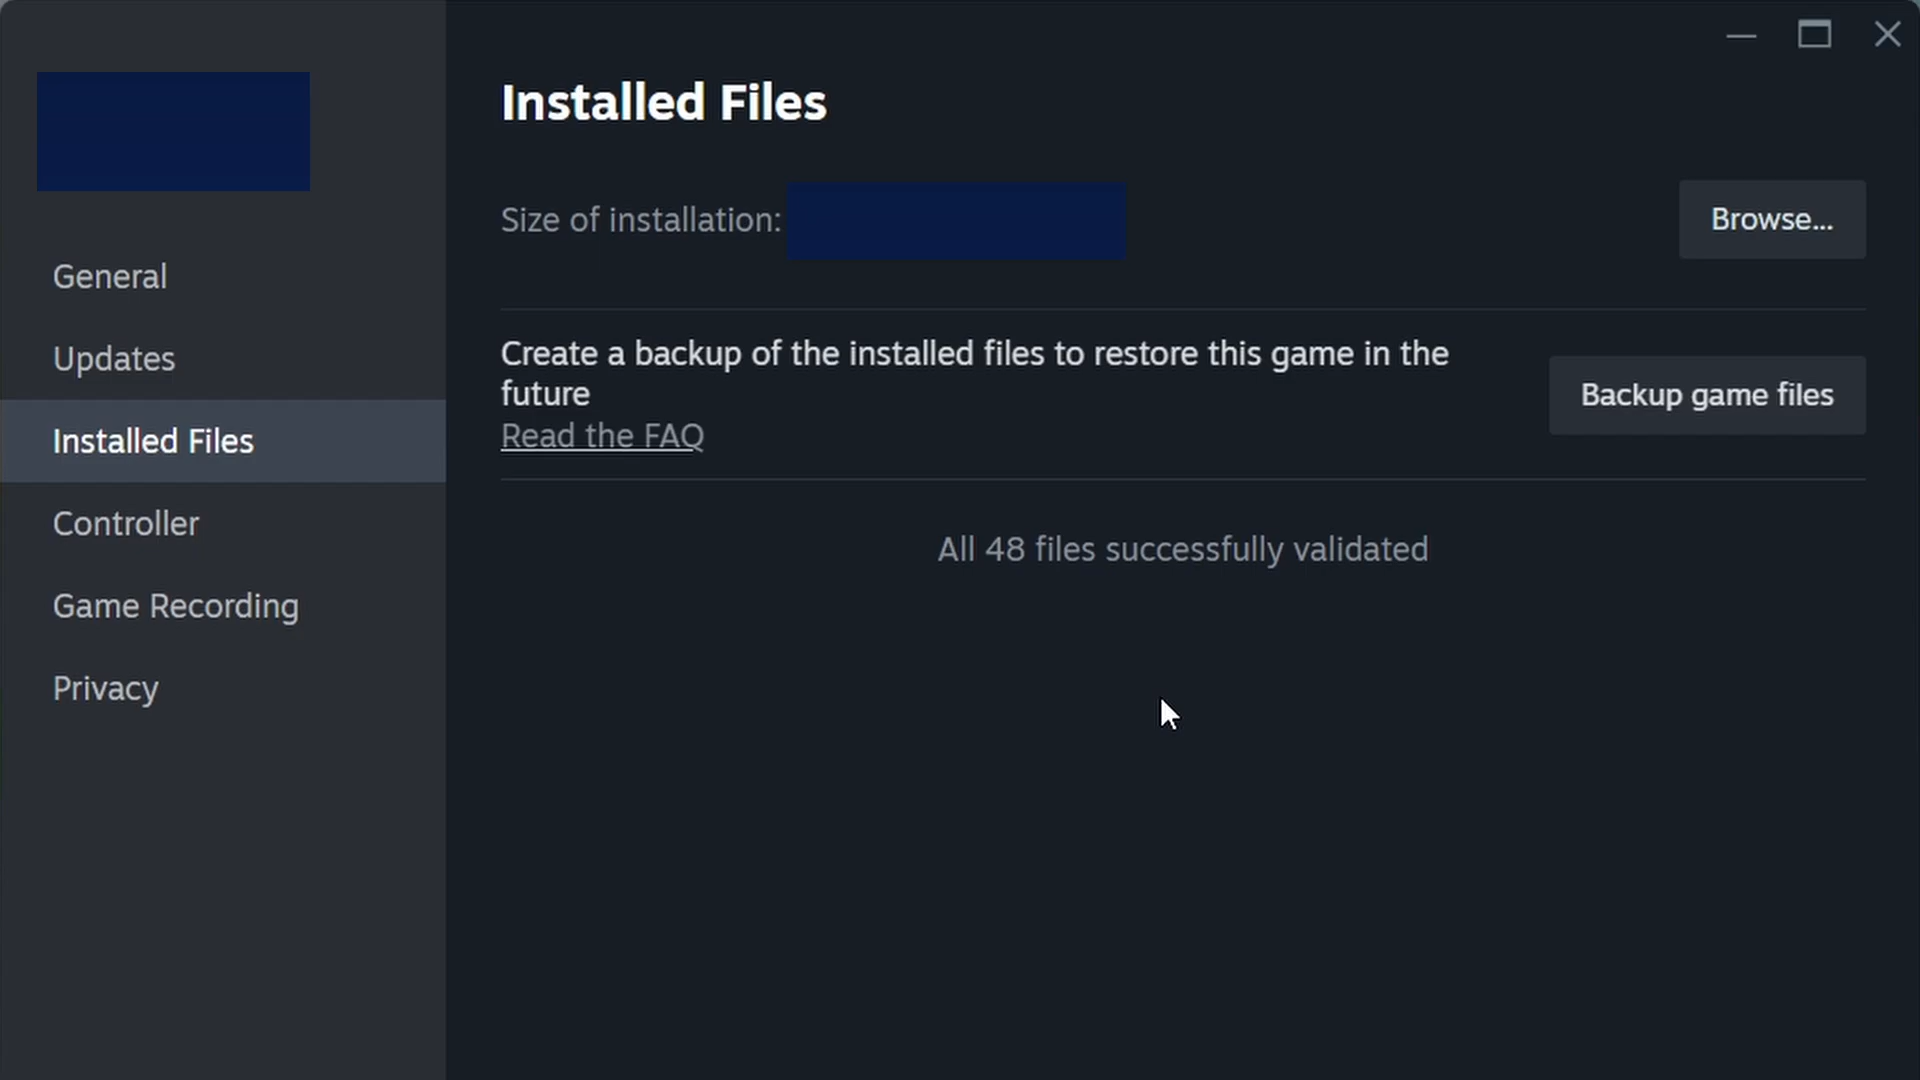 Installed Files
Size of installation:
Browse...
Create a backup of the installed files to restore this game in the
future
Read the FAQ
Backup game files
All 48 files successfully validated
General
Updates
Installed Files
Controller
Game Recording
Privacy